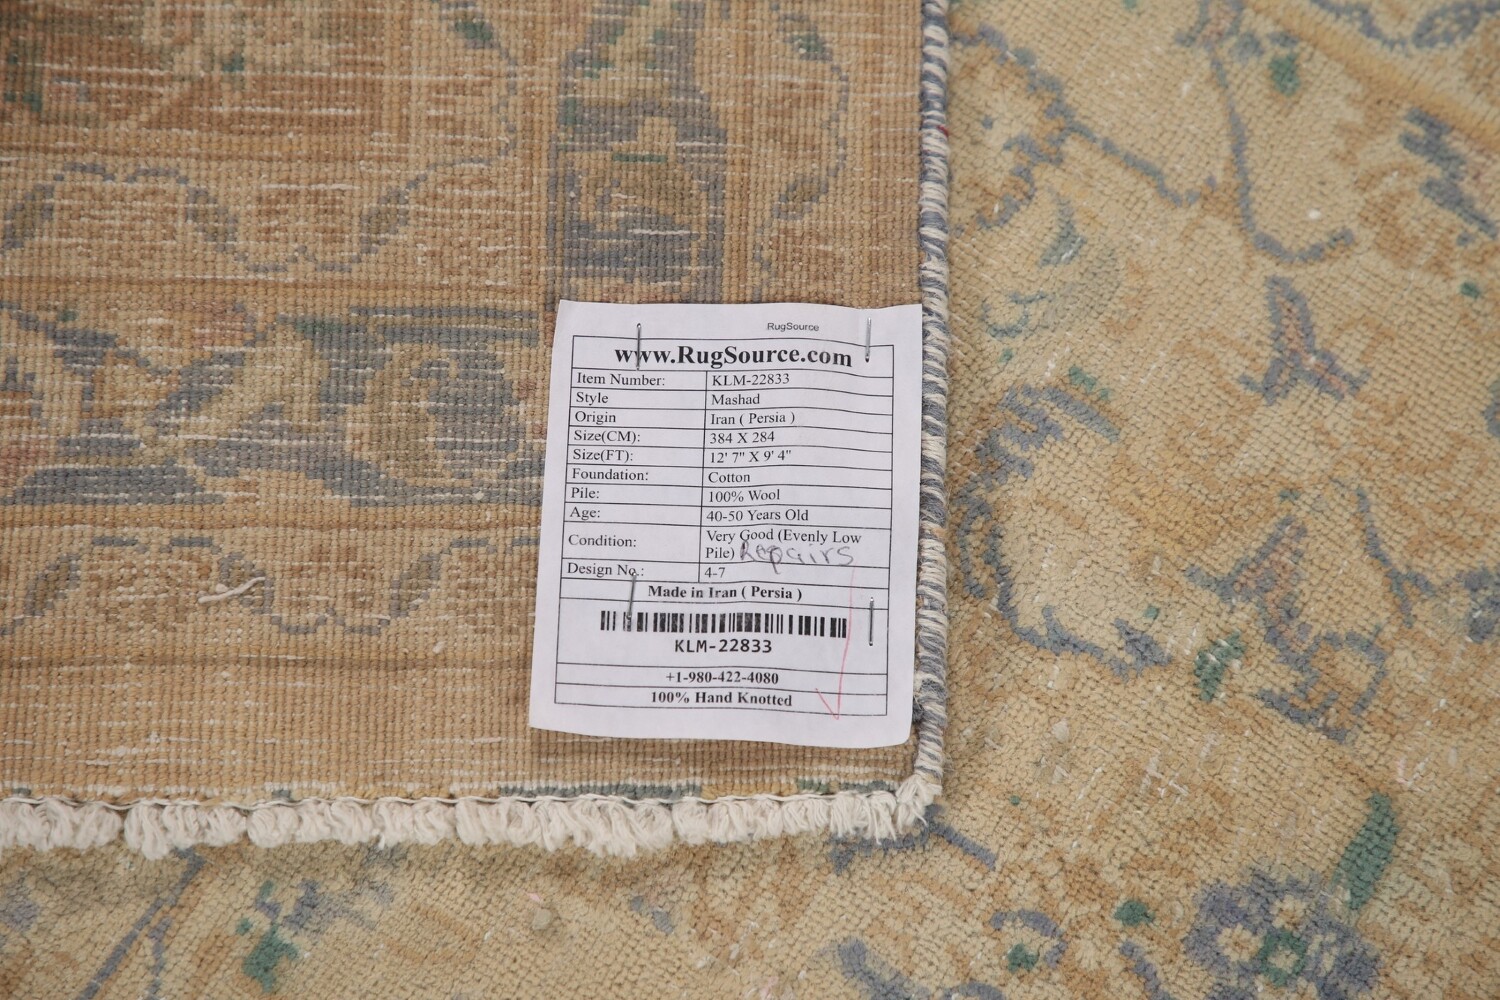 RugSource
www.RugSource.com
Item Number: KLM-22833
Style Mashad
Origin Iran ( Persia )
Size(CM): 384 X 284
Size(FT): 12' 7" X 9' 4"
Foundation: Cotton
Pile: 100% Wool
Age: 40-50 Years Old
Condition: Very Good (Evenly Low
Pile) Repairs
Design No.: 4-7
Made in Iran ( Persia )
KLM-22833
+1-980-422-4080
100% Hand Knotted